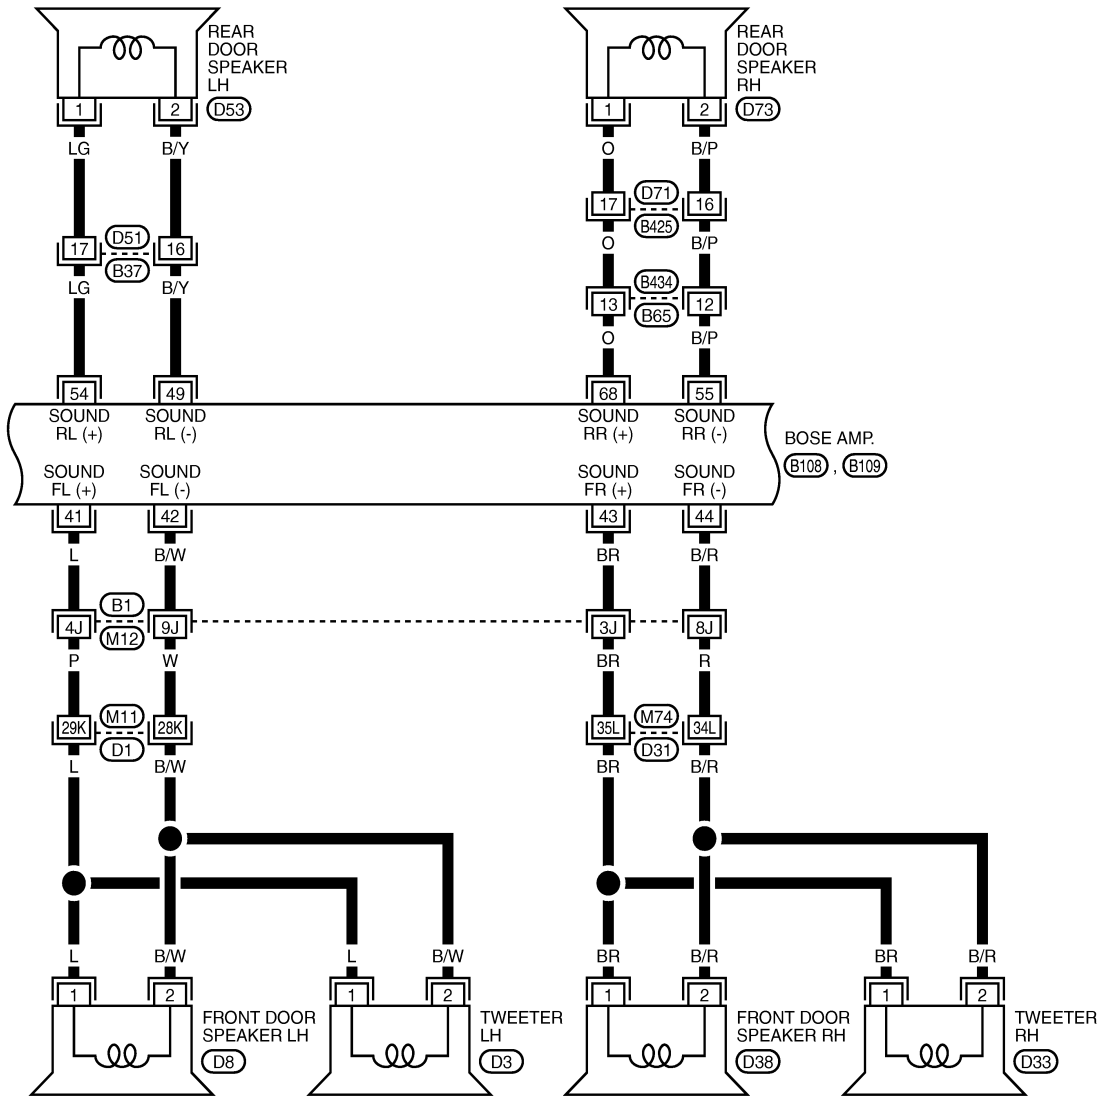 REAR
DOOR
SPEAKER
LH
D53
REAR
DOOR
SPEAKER
RH
D73
1 2 1 2
LG B/Y O B/P
17 D71 16
B425
17 D51 16
B37
O B/P
LG B/Y
13 B434 12
B65
O B/P
54 49 68 55
SOUND
RL (+)
SOUND
RL (-)
SOUND
RR (+)
SOUND
RR (-)
BOSE AMP.
B108 , B109
SOUND
FL (+)
SOUND
FL (-)
SOUND
FR (+)
SOUND
FR (-)
41 42 43 44
L B/W BR B/R
4J B1 9J 3J 8J
M12
P W BR R
29K M11 28K 35L M74 34L
D1 D31
L B/W BR B/R
L B/W L B/W BR B/R BR B/R
1 2 1 2 1 2 1 2
FRONT DOOR
SPEAKER LH
D8
TWEETER
LH
D3
FRONT DOOR
SPEAKER RH
D38
TWEETER
RH
D33